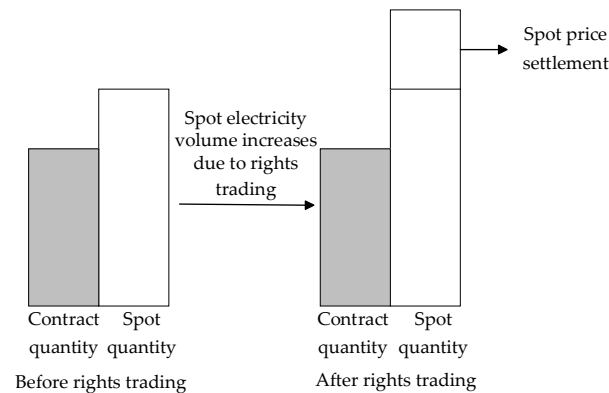 Spot price
settlement
Spot electricity
volume increases
due to rights
trading
Contract
quantity
Spot
quantity
Before rights trading
Contract
quantity
Spot
quantity
After rights trading